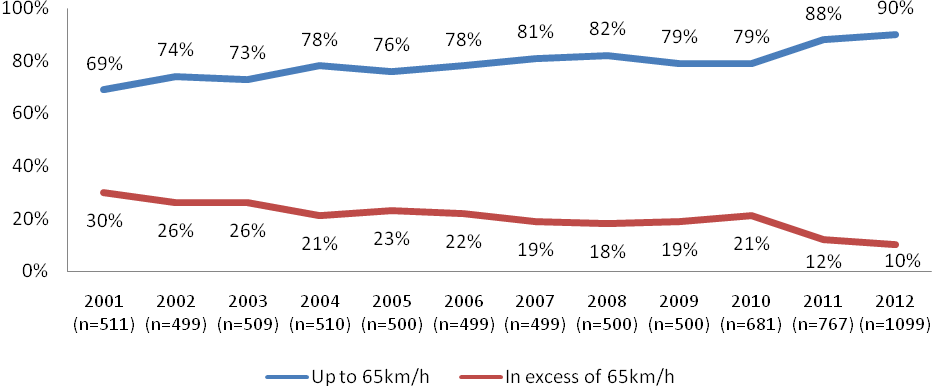 100%
80%
60%
40%
20%
0%
69% 74% 73% 78% 76% 78% 81% 82% 79% 79% 88% 90%
30% 26% 26% 21% 23% 22% 19% 18% 19% 21% 12% 10%
2001 2002 2003 2004 2005 2006 2007 2008 2009 2010 2011 2012
(n=511) (n=499) (n=509) (n=510) (n=500) (n=499) (n=499) (n=500) (n=500) (n=681) (n=767) (n=1099)
Up to 65km/h In excess of 65km/h